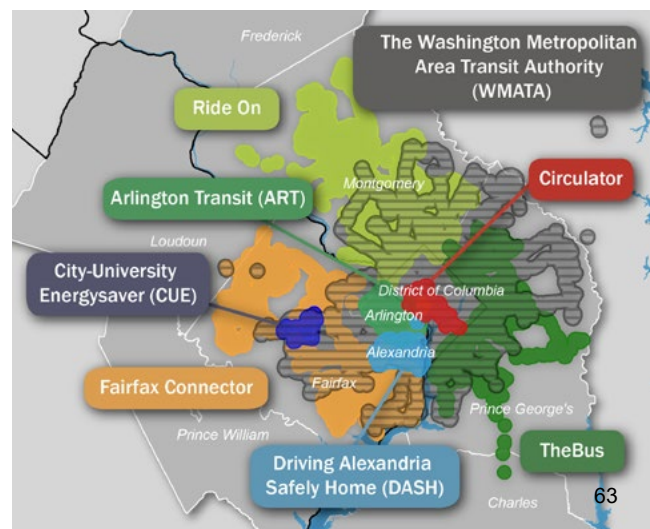 Frederick
The Washington Metropolitan
Area Transit Authority
(WMATA)
Ride On
Montgomery
Circulator
Arlington Transit (ART)
Loudoun
City-University
Energysaver (CUE)
District of Columbia
Arlington
Alexandria
Fairfax Connector
Fairfax
Prince George's
Prince William
TheBus
Driving Alexandria
Safely Home (DASH)
Charles
63